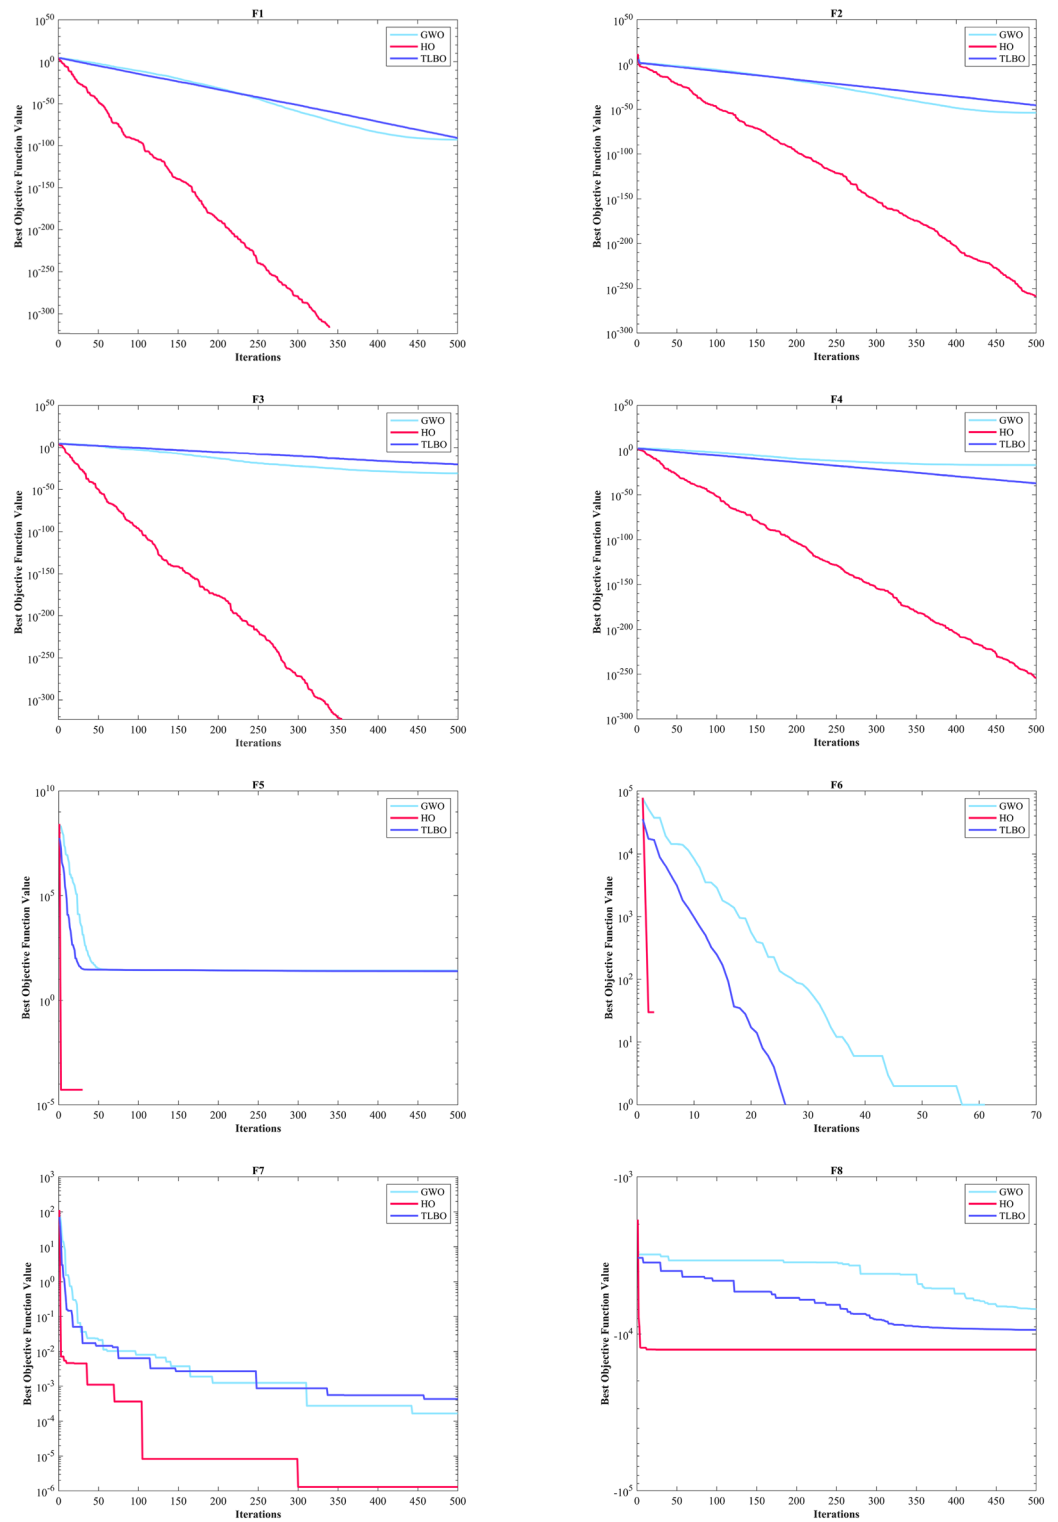 F1
Best Objective Function Value
10^50
10^0
10^-50
10^-100
10^-150
10^-200
10^-250
10^-300
GWO
HO
TLBO
0 50 100 150 200 250 300 350 400 450 500
Iterations
F2
Best Objective Function Value
10^50
10^0
10^-50
10^-100
10^-150
10^-200
10^-250
10^-300
GWO
HO
TLBO
0 50 100 150 200 250 300 350 400 450 500
Iterations
F3
Best Objective Function Value
10^50
10^0
10^-50
10^-100
10^-150
10^-200
10^-250
10^-300
GWO
HO
TLBO
0 50 100 150 200 250 300 350 400 450 500
Iterations
F4
Best Objective Function Value
10^50
10^0
10^-50
10^-100
10^-150
10^-200
10^-250
10^-300
GWO
HO
TLBO
0 50 100 150 200 250 300 350 400 450 500
Iterations
F5
Best Objective Function Value
10^10
10^5
10^0
10^-5
GWO
HO
TLBO
0 50 100 150 200 250 300 350 400 450 500
Iterations
F6
Best Objective Function Value
10^5
10^4
10^3
10^2
10^1
10^0
GWO
HO
TLBO
0 10 20 30 40 50 60 70
Iterations
F7
Best Objective Function Value
10^3
10^2
10^1
10^0
10^-1
10^-2
10^-3
10^-4
10^-5
10^-6
GWO
HO
TLBO
0 50 100 150 200 250 300 350 400 450 500
Iterations
F8
Best Objective Function Value
-10^3
-10^4
-10^5
GWO
HO
TLBO
0 50 100 150 200 250 300 350 400 450 500
Iterations